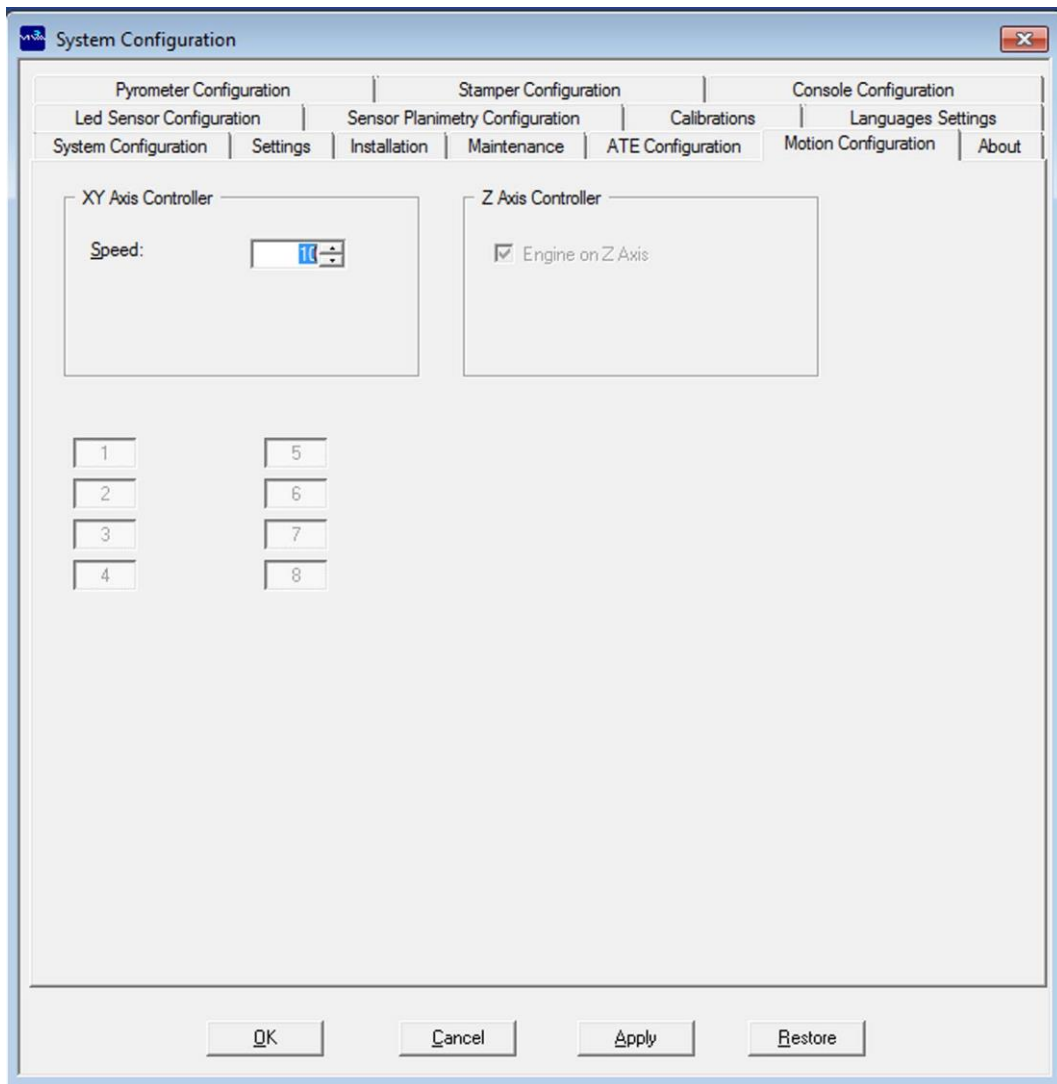 System Configuration
Pyrometer Configuration Stamper Configuration Console Configuration
Led Sensor Configuration Sensor Planimetry Configuration Calibrations Languages Settings
System Configuration Settings Installation Maintenance ATE Configuration Motion Configuration About
XY Axis Controller Z Axis Controller
Speed: 10 Engine on Z Axis
1 5
2 6
3 7
4 8
OK Cancel Apply Restore